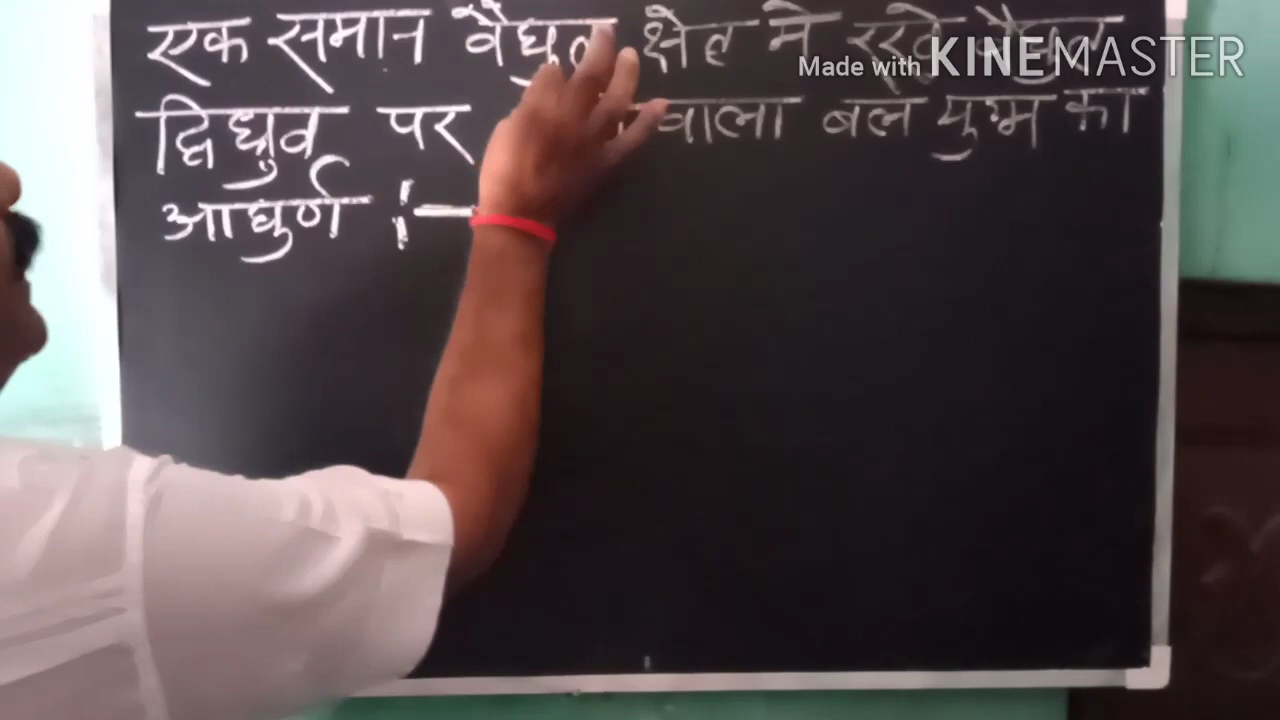 एक समान वैधुत क्षेत्र मे रखे वैधुत
द्विध्रुव पर वाला बल युग्म का
आघुर्ण :-
Made with KINEMASTER